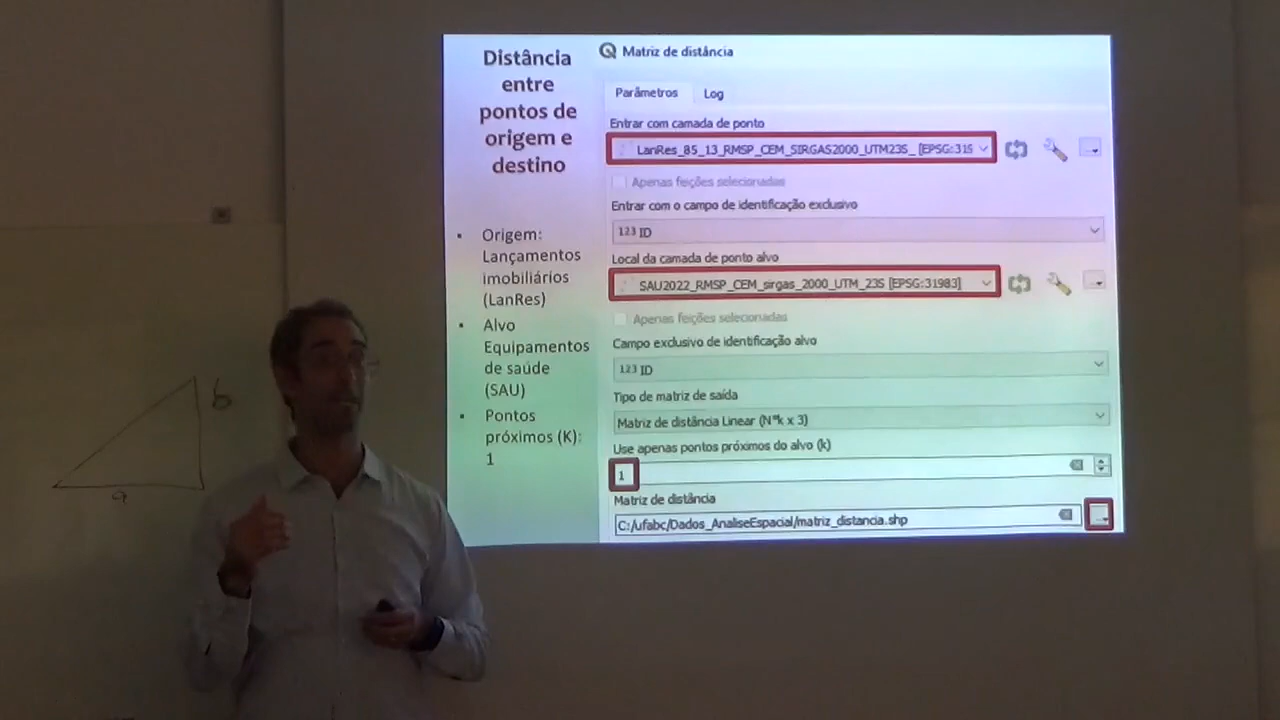 Distância
entre
pontos de
origem e
destino
• Origem:
Lançamentos
imobiliários
(LanRes)
• Alvo
Equipamentos
de saúde
(SAU)
• Pontos
próximos (K):
1
Matriz de distância
Parâmetros Log
Entrar com camada de ponto
LanRes_85_13_RMSP_CEM_SIRGAS2000_UTM23S_ [EPSG:315
Apenas feições selecionadas
Entrar com o campo de identificação exclusivo
123 ID
Local da camada de ponto alvo
SAU2022_RMSP_CEM_sirgas_2000_UTM_23S [EPSG:31983]
Apenas feições selecionadas
Campo exclusivo de identificação alvo
123 ID
Tipo de matriz de saída
Matriz de distância Linear (N*k x 3)
Use apenas pontos próximos do alvo (k)
1
Matriz de distância
C:/ufabc/Dados_AnaliseEspacial/matriz_distancia.shp
...
b
a